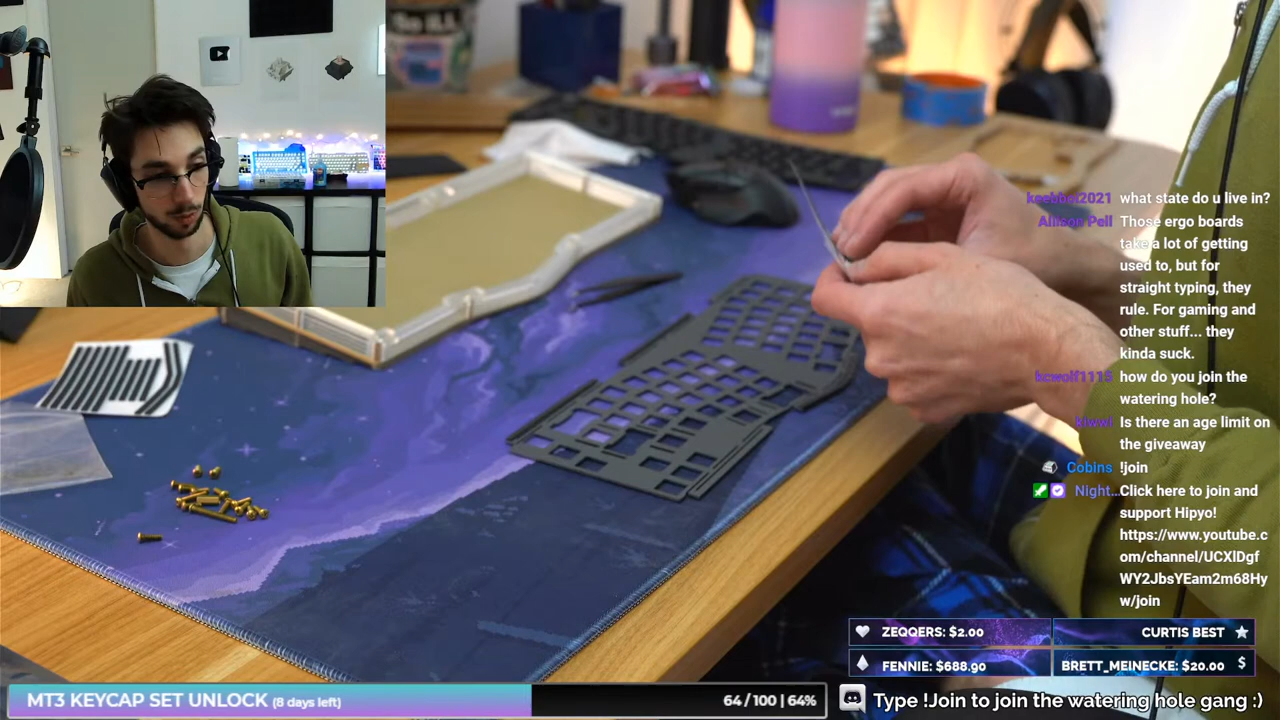 keebbot2021 what state do u live in?
Allison Pell Those ergo boards
take a lot of getting
used to, but for
straight typing, they
rule. For gaming and
other stuff... they
kinda suck.
kcwolf1115 how do you join the
watering hole?
kiwwi Is there an age limit on
the giveaway
Cobins !join
Night... Click here to join and
support Hipyo!
https://www.youtube.c
om/channel/UCXlDgf
WY2JbsYEam2m68Hy
w/join
ZEQQERS: $2.00
CURTIS BEST
FENNIE: $688.90
BRETT_MEINECKE: $20.00
MT3 KEYCAP SET UNLOCK (8 days left)
64 / 100 | 64%
Type !Join to join the watering hole gang :)